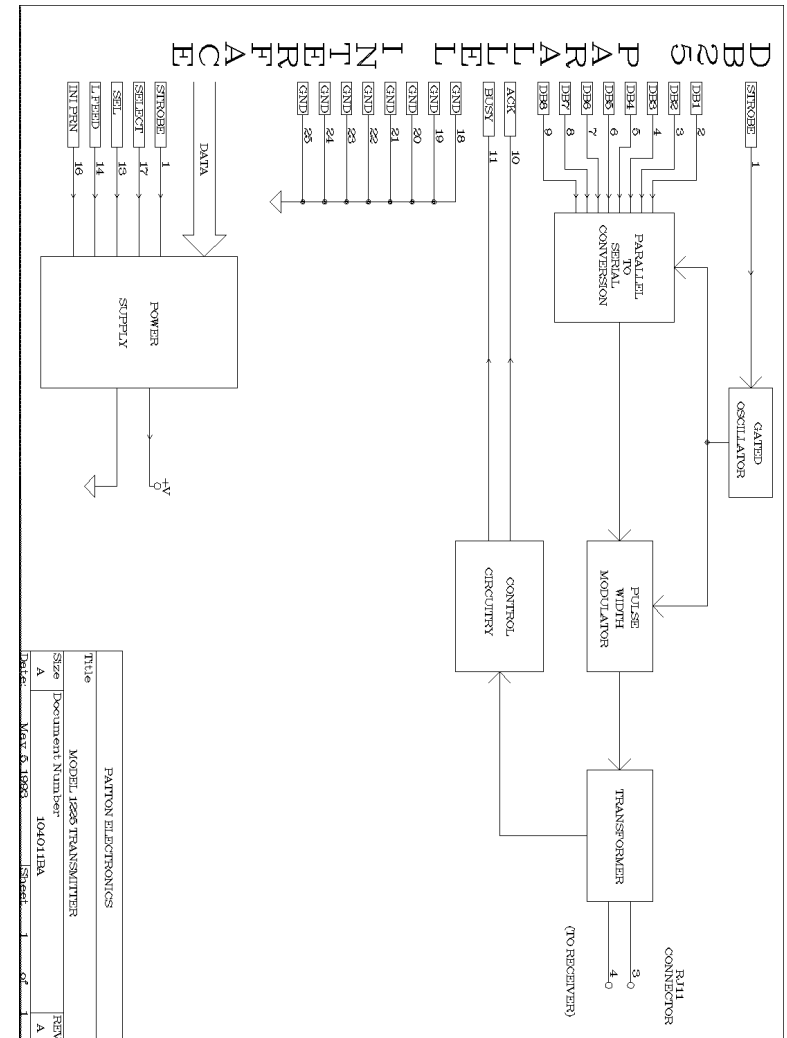 DB25 PARALLEL INTERFACE
STROBE 1
DB1 2
DB2 3
DB3 4
DB4 5
DB5 6
DB6 7
DB7 8
DB8 9
ACK 10
BUSY 11
GND 18
GND 19
GND 20
GND 21
GND 22
GND 23
GND 24
GND 25
DATA
STROBE 1
SELECT 17
SEL 13
LFEED 14
INIPRN 16
GATED
OSCILLATOR
PARALLEL
TO
SERIAL
CONVERSION
PULSE
WIDTH
MODULATOR
CONTROL
CIRCUITRY
TRANSFORMER
RJ11
CONNECTOR
3
4
(TO RECEIVER)
POWER
SUPPLY
+V
PATTON ELECTRONICS
Title
MODEL 1225 TRANSMITTER
Size Document Number REV
A 104011BA A
Date: May 5, 1993 Sheet 1 of 1